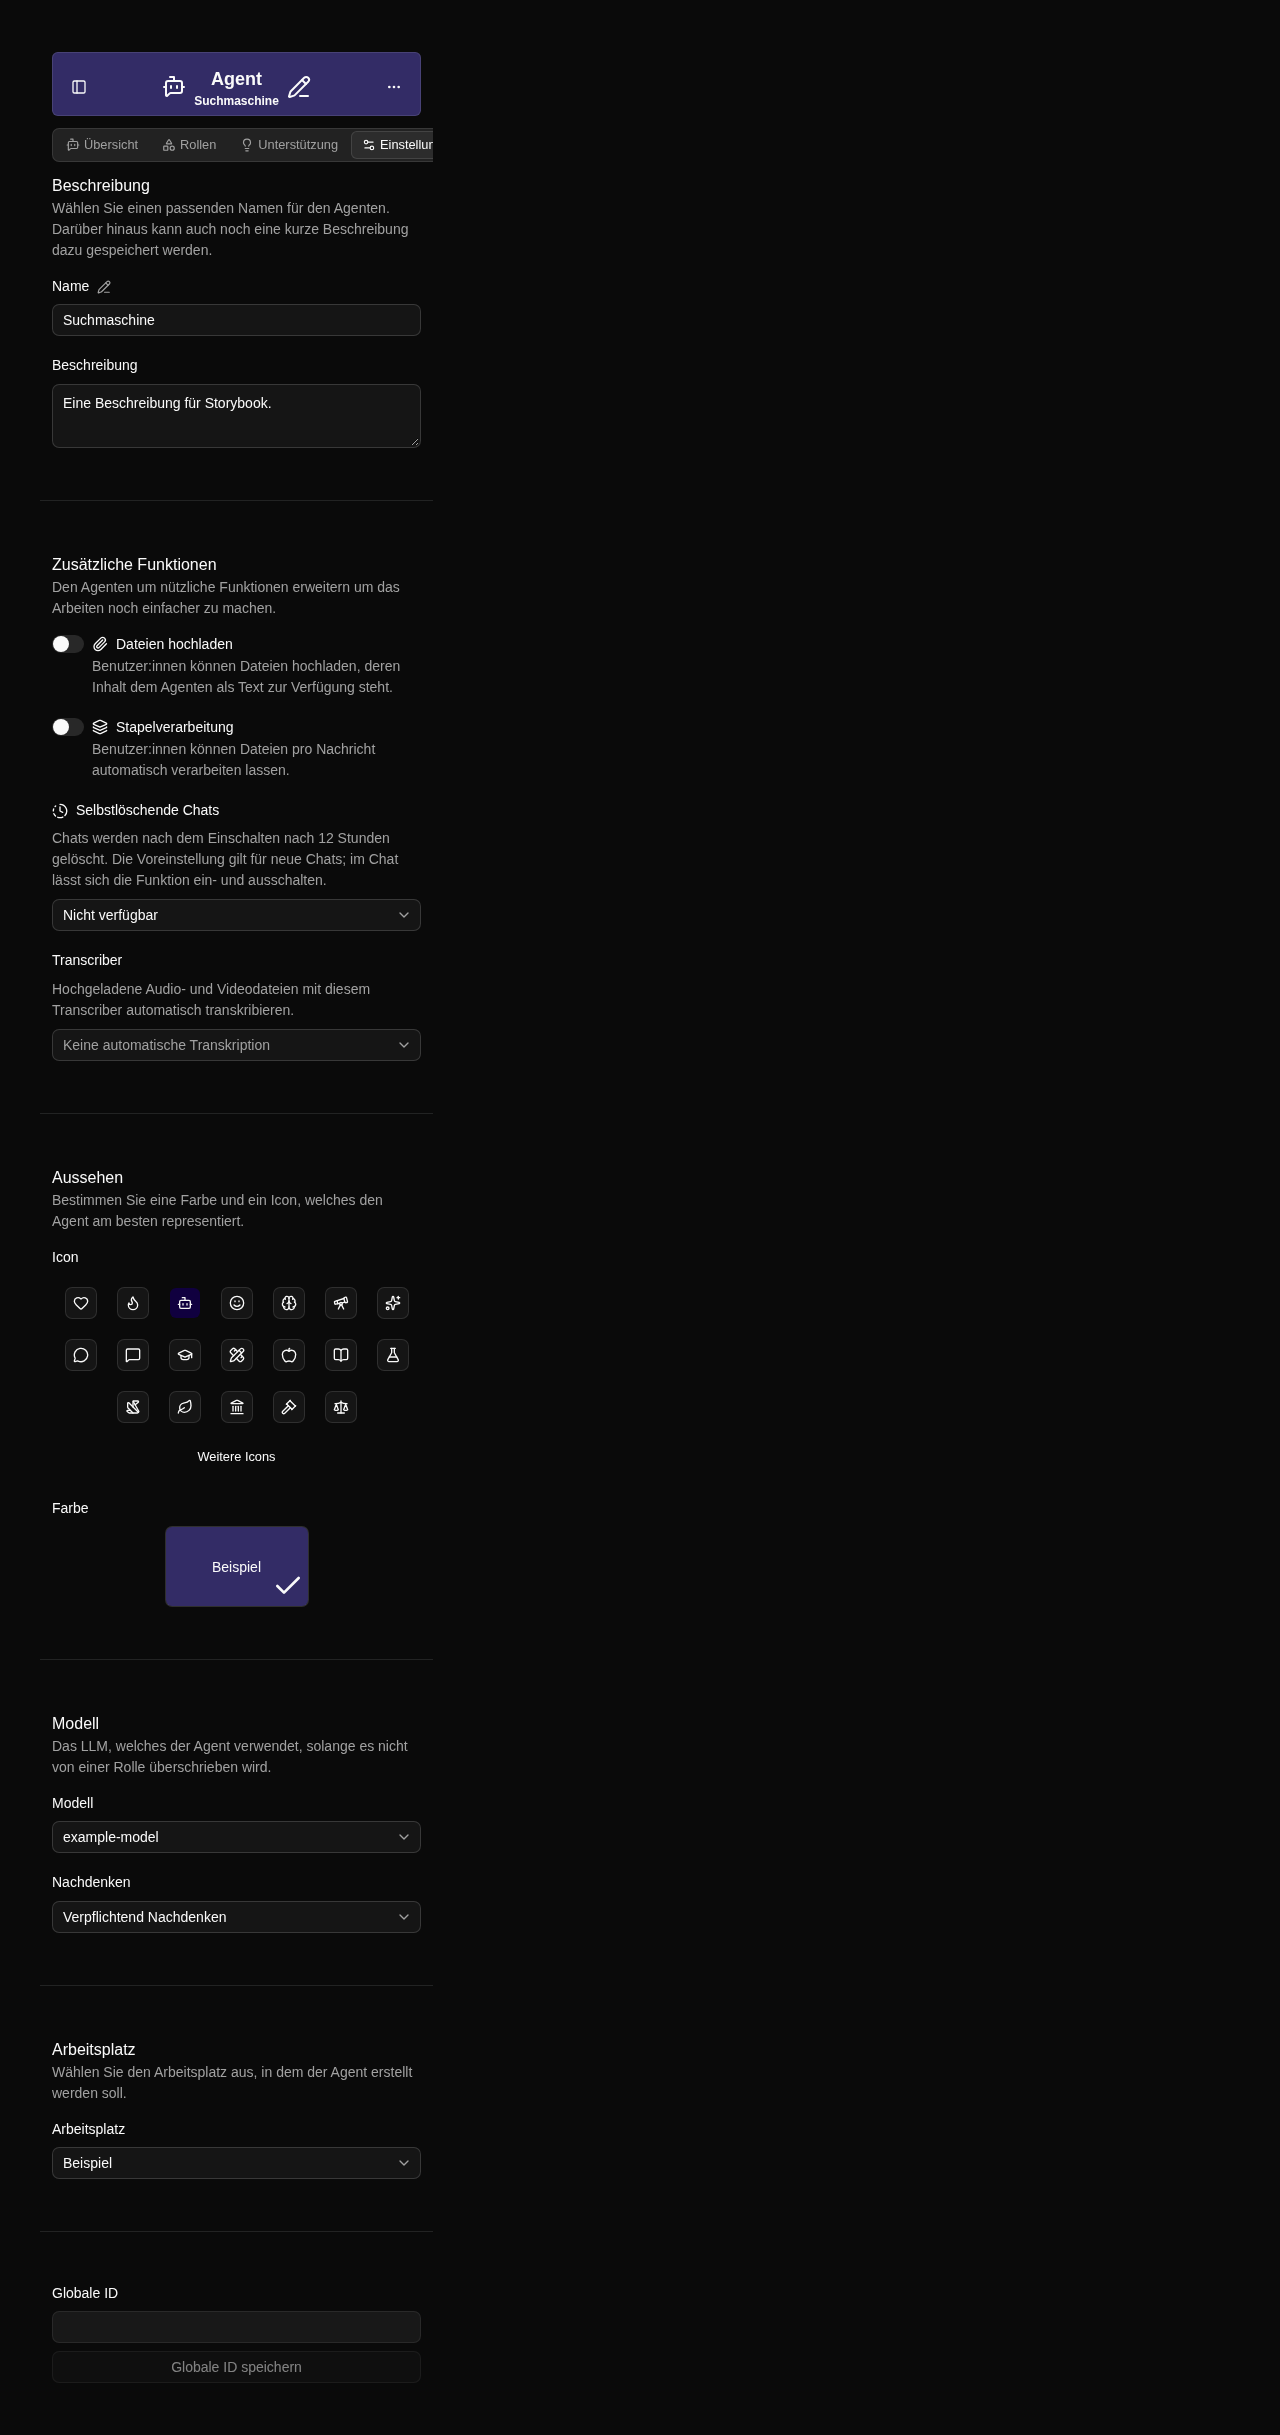 Agent
Suchmaschine
Übersicht
Rollen
Unterstützung
Einstellur
Beschreibung
Wählen Sie einen passenden Namen für den Agenten.
Darüber hinaus kann auch noch eine kurze Beschreibung
dazu gespeichert werden.
Name
Suchmaschine
Beschreibung
Eine Beschreibung für Storybook.
Zusätzliche Funktionen
Den Agenten um nützliche Funktionen erweitern um das
Arbeiten noch einfacher zu machen.
Dateien hochladen
Benutzer:innen können Dateien hochladen, deren
Inhalt dem Agenten als Text zur Verfügung steht.
Stapelverarbeitung
Benutzer:innen können Dateien pro Nachricht
automatisch verarbeiten lassen.
Selbstlöschende Chats
Chats werden nach dem Einschalten nach 12 Stunden
gelöscht. Die Voreinstellung gilt für neue Chats; im Chat
lässt sich die Funktion ein- und ausschalten.
Nicht verfügbar
Transcriber
Hochgeladene Audio- und Videodateien mit diesem
Transcriber automatisch transkribieren.
Keine automatische Transkription
Aussehen
Bestimmen Sie eine Farbe und ein Icon, welches den
Agent am besten representiert.
Icon
Weitere Icons
Farbe
Beispiel
Modell
Das LLM, welches der Agent verwendet, solange es nicht
von einer Rolle überschrieben wird.
Modell
example-model
Nachdenken
Verpflichtend Nachdenken
Arbeitsplatz
Wählen Sie den Arbeitsplatz aus, in dem der Agent erstellt
werden soll.
Arbeitsplatz
Beispiel
Globale ID
Globale ID speichern